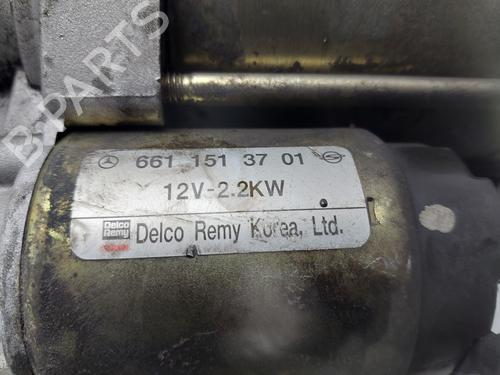 B-PARTS
661 151 37 01
12V-2.2KW
Delco Remy
Delco Remy Korea, Ltd.